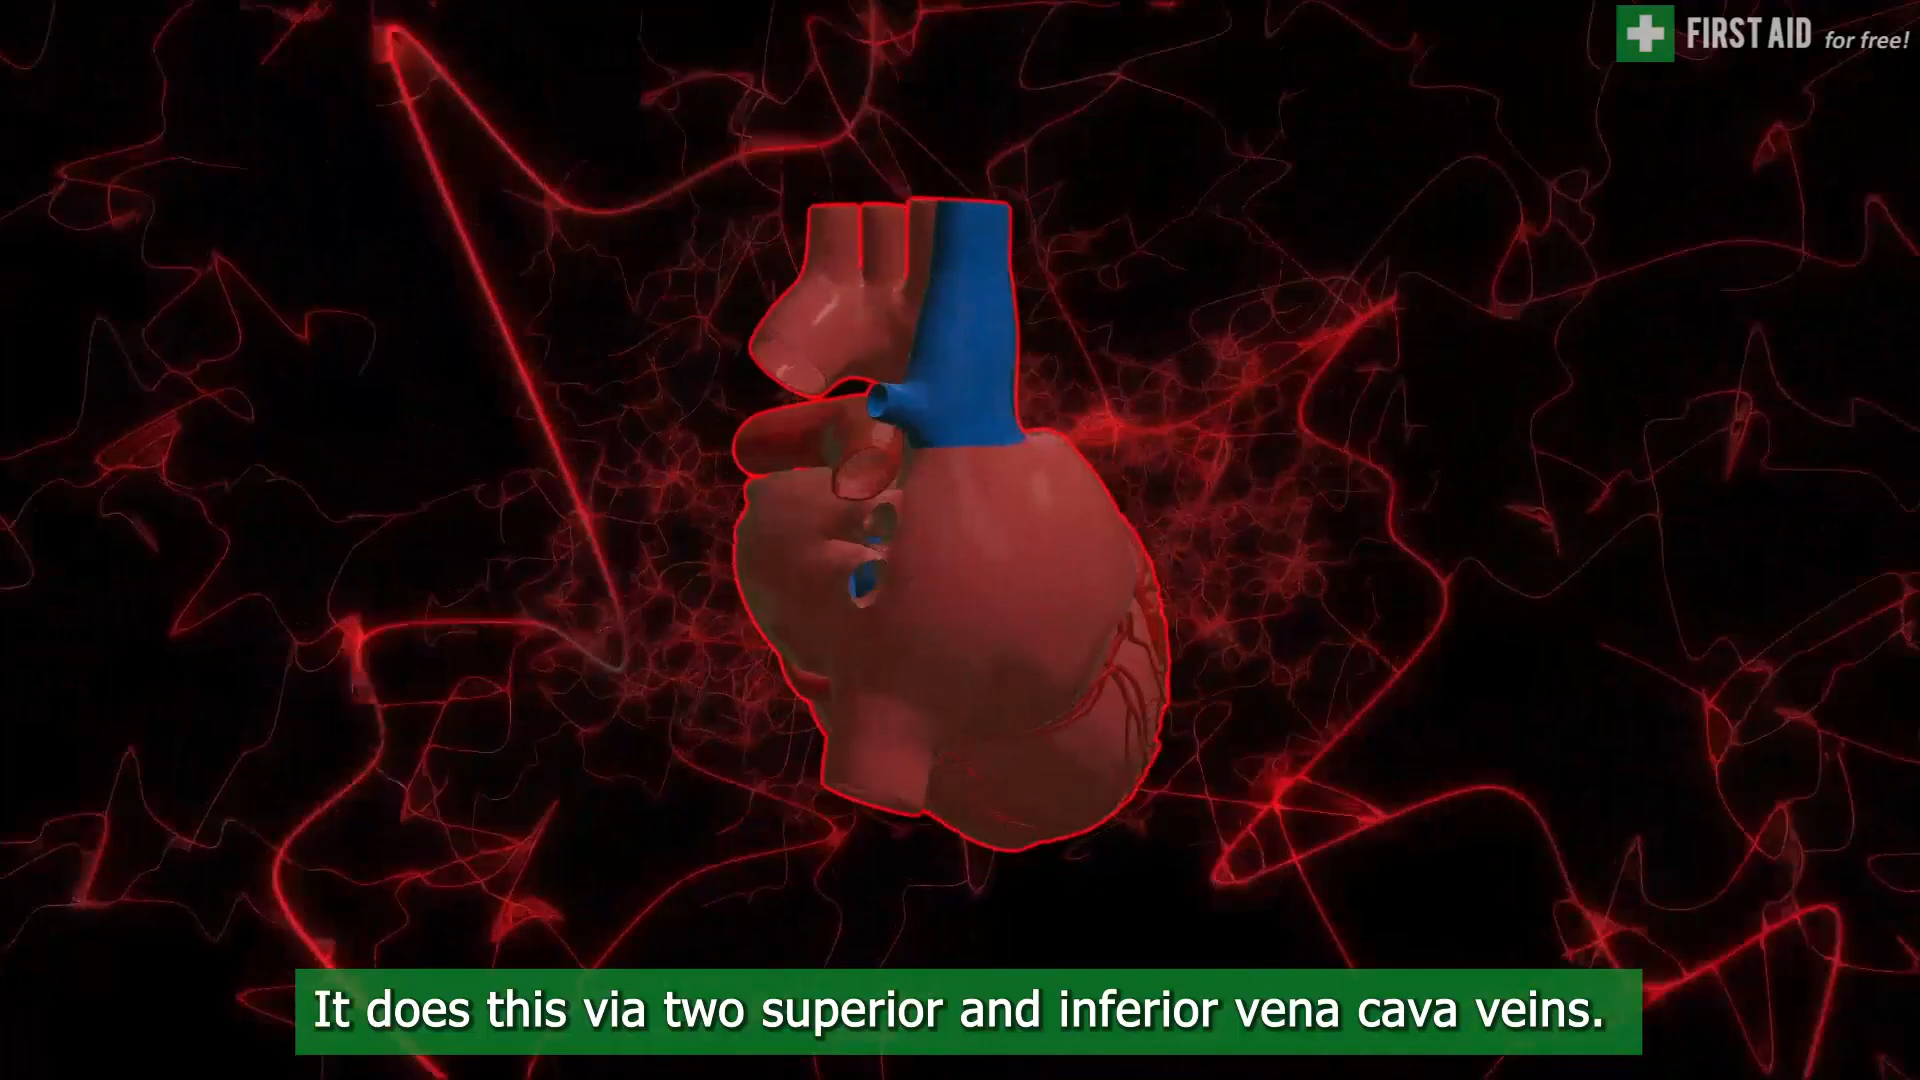 FIRST AID for free!
It does this via two superior and inferior vena cava veins.